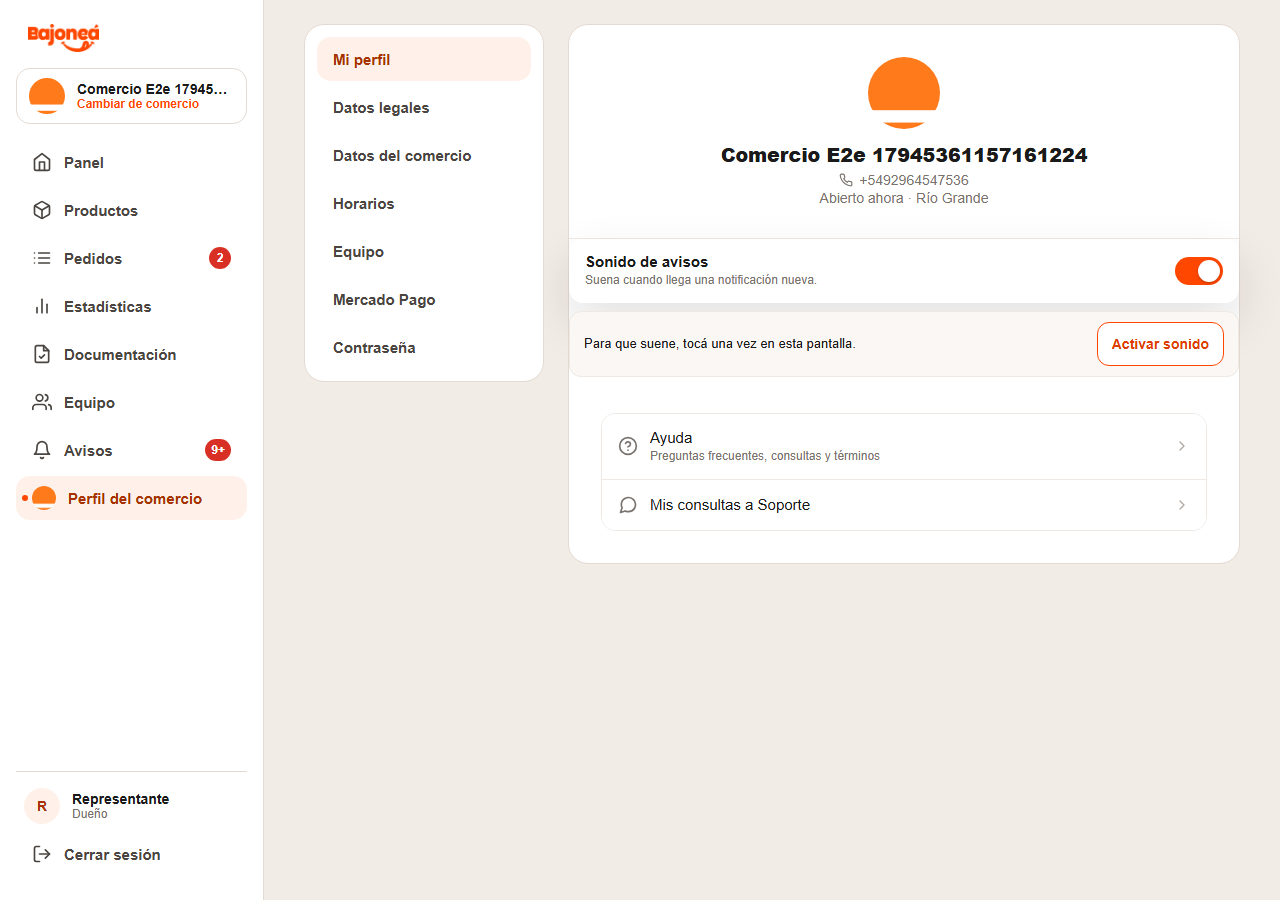 Bajoneá
Comercio E2e 17945...
Cambiar de comercio
Panel
Productos
Pedidos 2
Estadísticas
Documentación
Equipo
Avisos 9+
Perfil del comercio
R Representante
Dueño
Cerrar sesión
Mi perfil
Datos legales
Datos del comercio
Horarios
Equipo
Mercado Pago
Contraseña
Comercio E2e 17945361157161224
+5492964547536
Abierto ahora · Río Grande
Sonido de avisos
Suena cuando llega una notificación nueva.
Para que suene, tocá una vez en esta pantalla.
Activar sonido
Ayuda
Preguntas frecuentes, consultas y términos
Mis consultas a Soporte